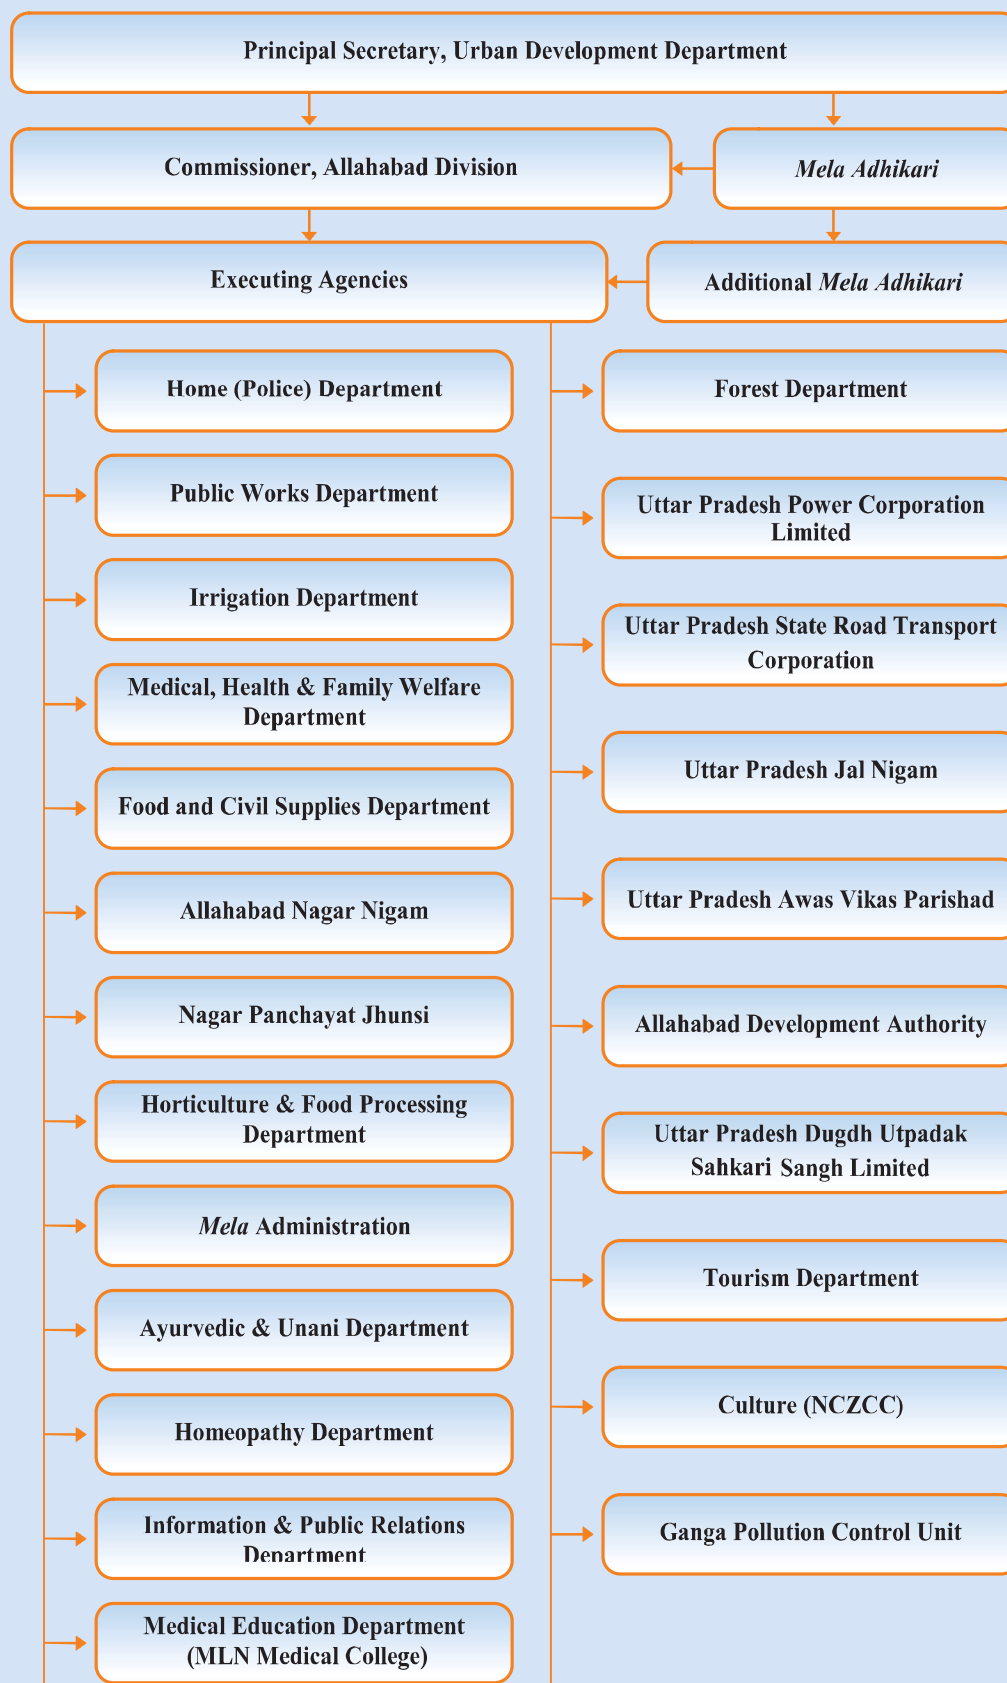 Principal Secretary, Urban Development Department
Commissioner, Allahabad Division
Mela Adhikari
Executing Agencies
Additional Mela Adhikari
Home (Police) Department
Public Works Department
Irrigation Department
Medical, Health & Family Welfare
Department
Food and Civil Supplies Department
Allahabad Nagar Nigam
Nagar Panchayat Jhunsi
Horticulture & Food Processing
Department
Mela Administration
Ayurvedic & Unani Department
Homeopathy Department
Information & Public Relations
Department
Medical Education Department
(MLN Medical College)
Forest Department
Uttar Pradesh Power Corporation
Limited
Uttar Pradesh State Road Transport
Corporation
Uttar Pradesh Jal Nigam
Uttar Pradesh Awas Vikas Parishad
Allahabad Development Authority
Uttar Pradesh Dugdh Utpadak
Sahkari Sangh Limited
Tourism Department
Culture (NCZCC)
Ganga Pollution Control Unit